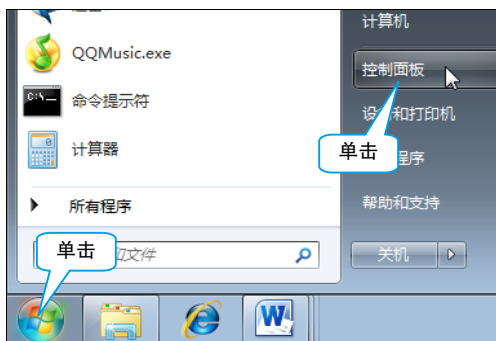 计算机
QQMusic.exe
控制面板
命令提示符
设 和打印机
计算器
单击
程序
所有程序
帮助和支持
单击
和文件
关机